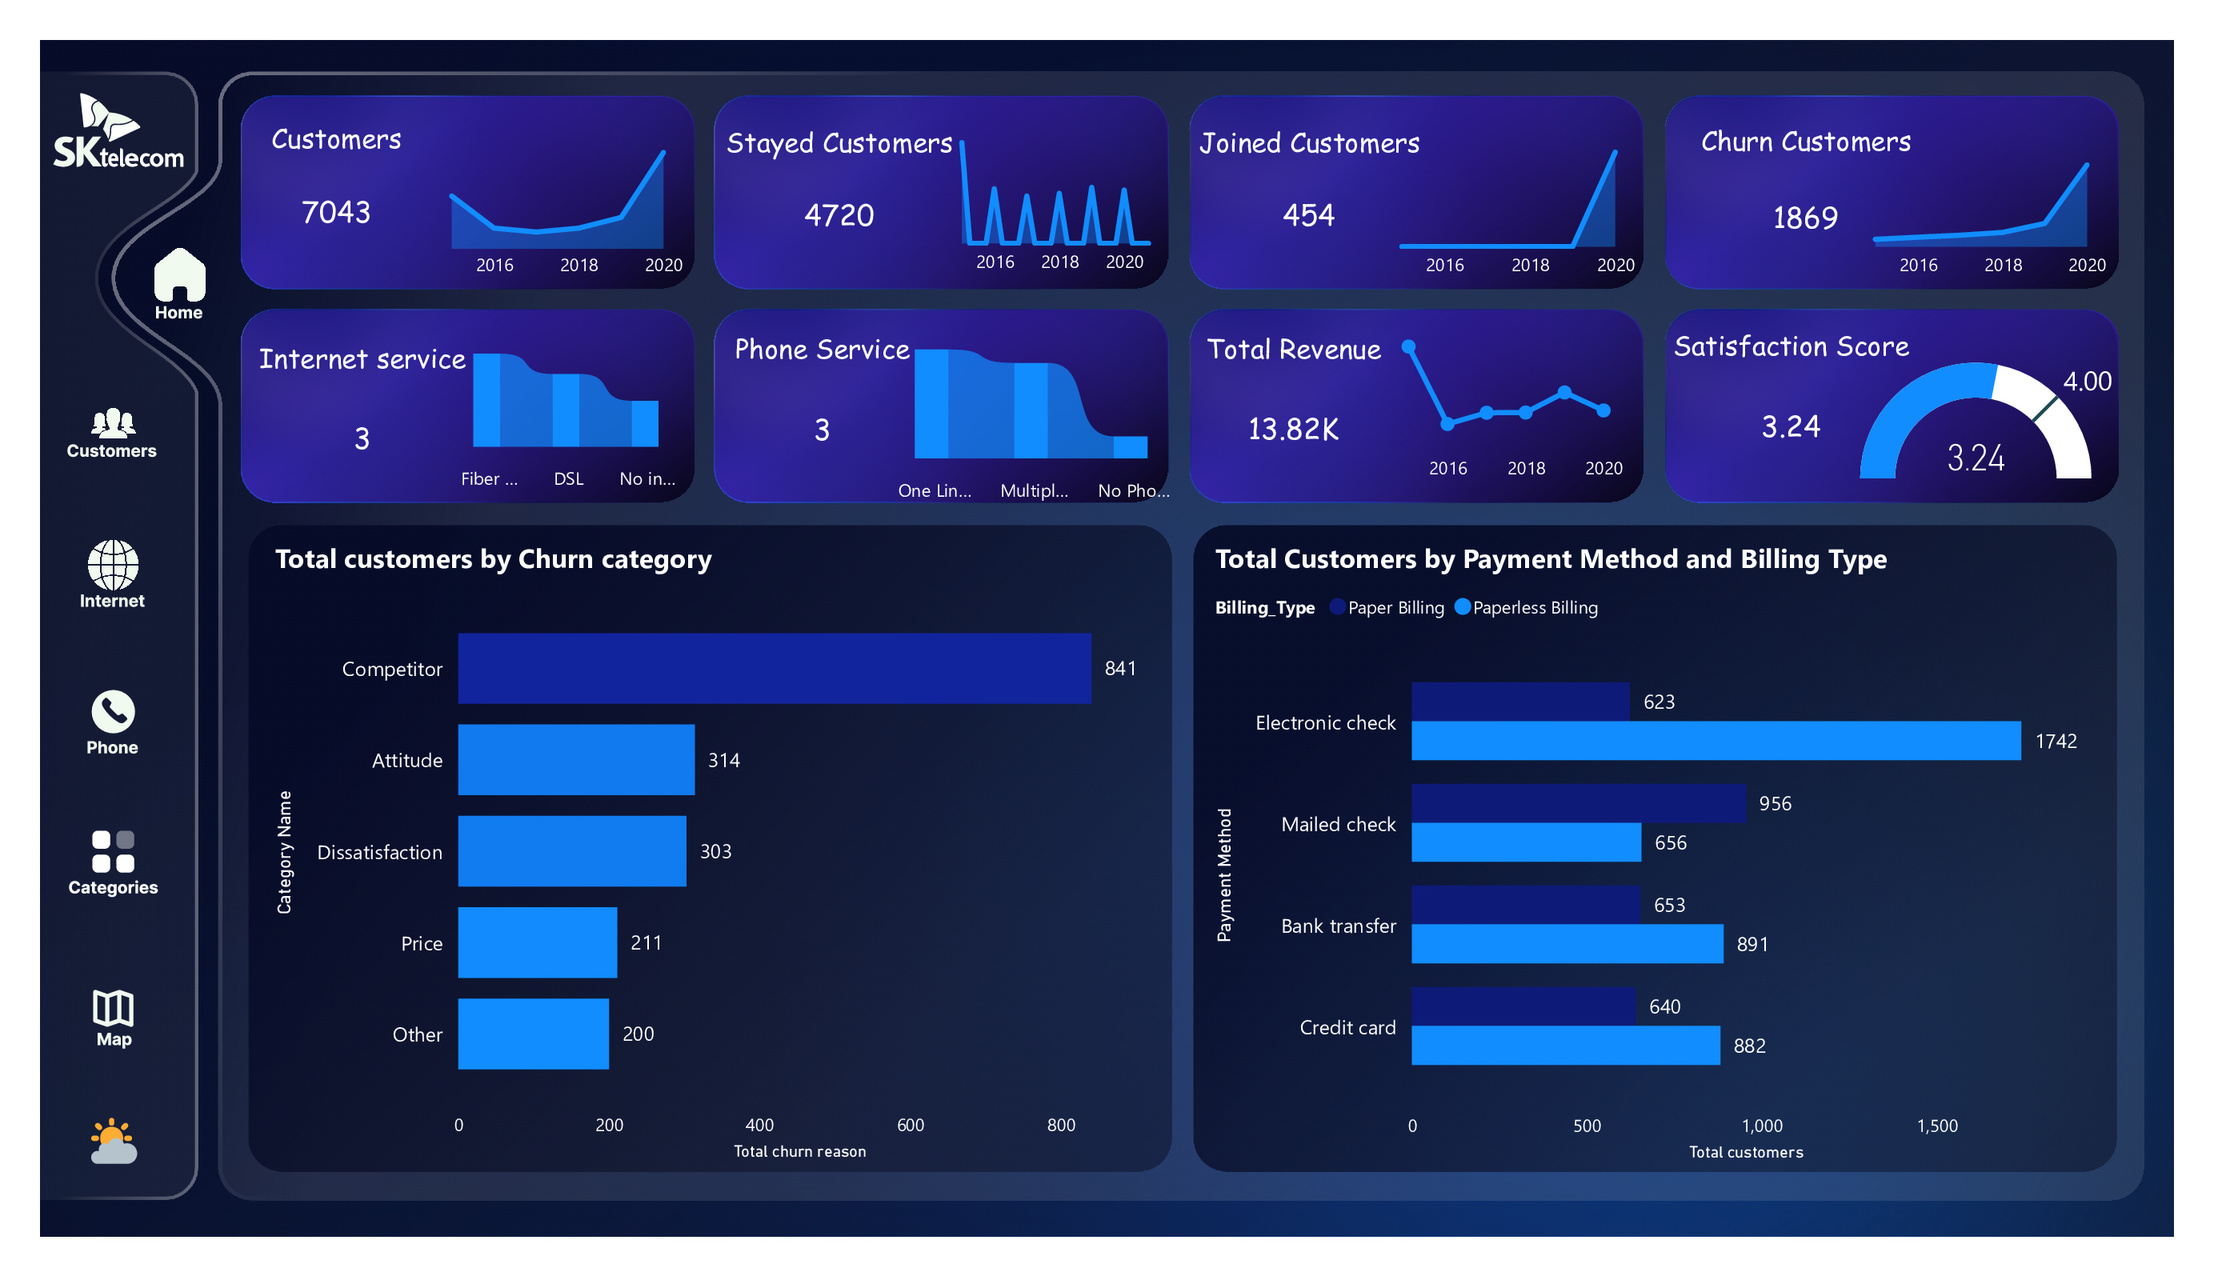 SK telecom
Home
Customers
Internet
Phone
Categories
Map
Customers
7043
2016 2018 2020
Stayed Customers
4720
2016 2018 2020
Joined Customers
454
2016 2018 2020
Churn Customers
1869
2016 2018 2020
Internet service
3
Fiber ... DSL No in...
Phone Service
3
One Lin... Multipl... No Pho...
Total Revenue
13.82K
2016 2018 2020
Satisfaction Score
3.24
4.00
3.24
Total customers by Churn category
Category Name
Competitor 841
Attitude 314
Dissatisfaction 303
Price 211
Other 200
0 200 400 600 800
Total churn reason
Total Customers by Payment Method and Billing Type
Billing_Type Paper Billing Paperless Billing
Payment Method
Electronic check 623
1742
Mailed check 956
656
Bank transfer 653
891
Credit card 640
882
0 500 1,000 1,500
Total customers